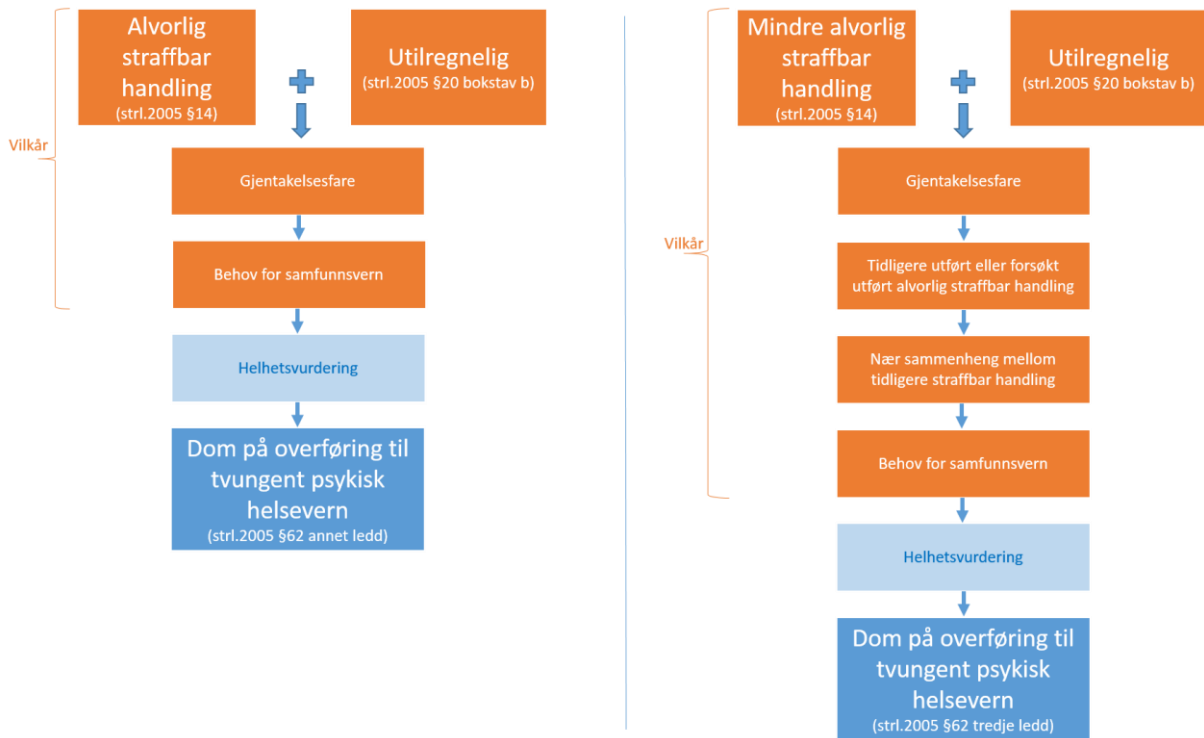 Alvorlig
straffbar
handling
(strl.2005 §14)
Utilregnelig
(strl.2005 §20 bokstav b)
Vilkår
Gjentakelsesfare
Behov for samfunnsvern
Helhetsvurdering
Dom på overføring til
tvungent psykisk
helsevern
(strl.2005 §62 annet ledd)
Mindre alvorlig
straffbar
handling
(strl.2005 §14)
Utilregnelig
(strl.2005 §20 bokstav b)
Vilkår
Gjentakelsesfare
Tidligere utført eller forsøkt
utført alvorlig straffbar handling
Nær sammenheng mellom
tidligere straffbar handling
Behov for samfunnsvern
Helhetsvurdering
Dom på overføring til
tvungent psykisk
helsevern
(strl.2005 §62 tredje ledd)